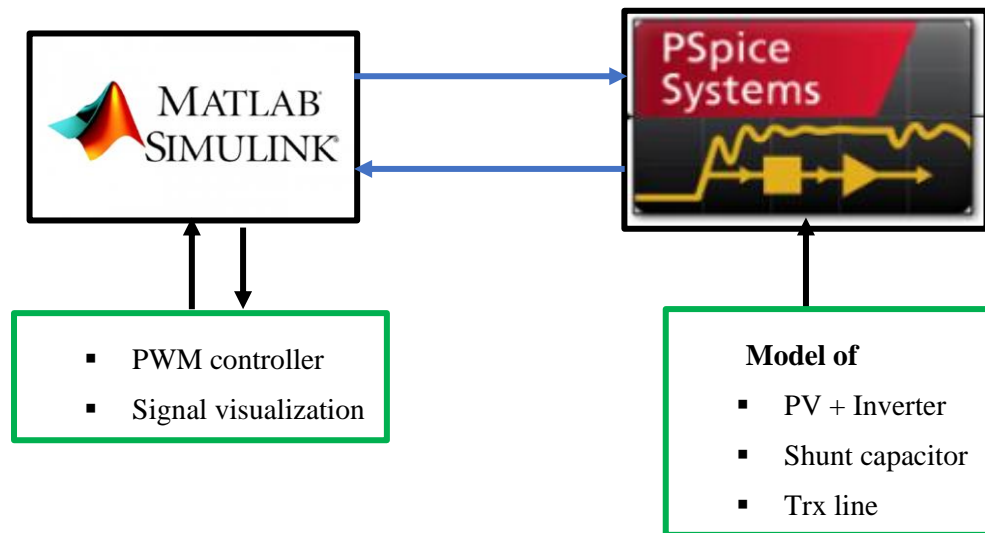 MATLAB®
SIMULINK®
PSpice
Systems
▪ PWM controller
▪ Signal visualization
Model of
▪ PV + Inverter
▪ Shunt capacitor
▪ Trx line